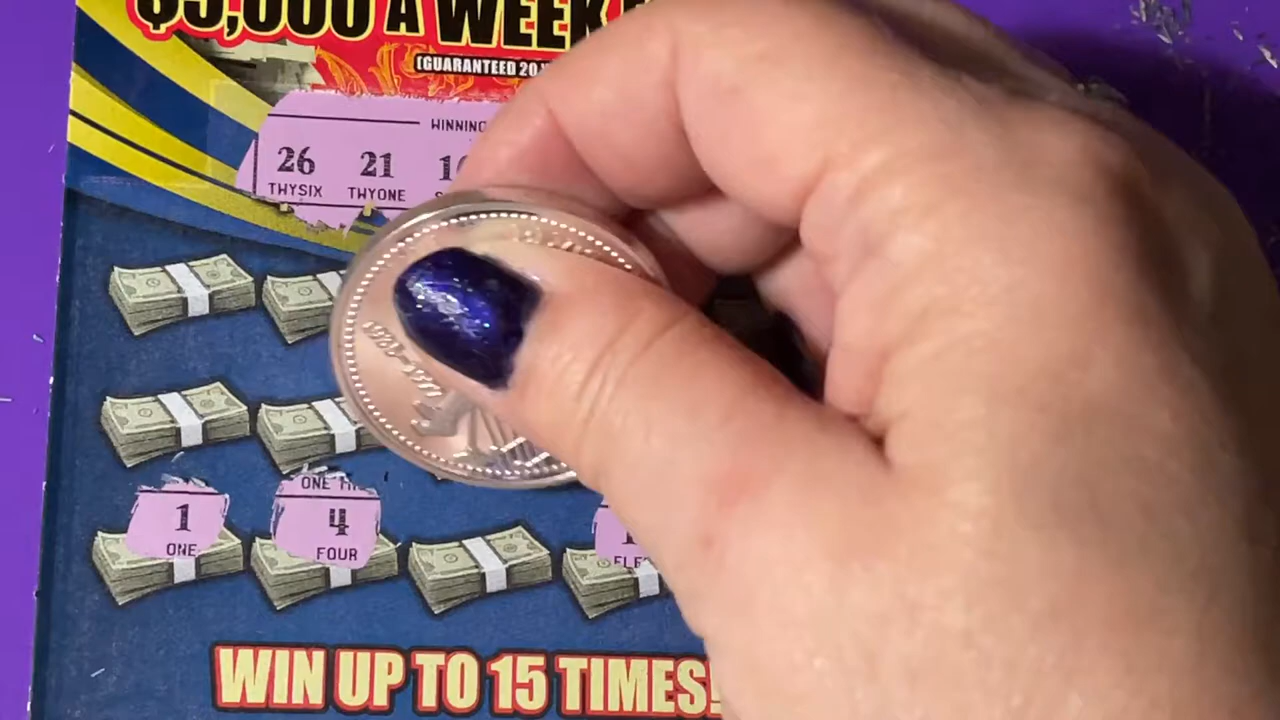 $5,000 A WEEK
(GUARANTEED 20
WINNING
26 21
THYSIX THYONE
ONE
1 4
ONE FOUR
WIN UP TO 15 TIMES!